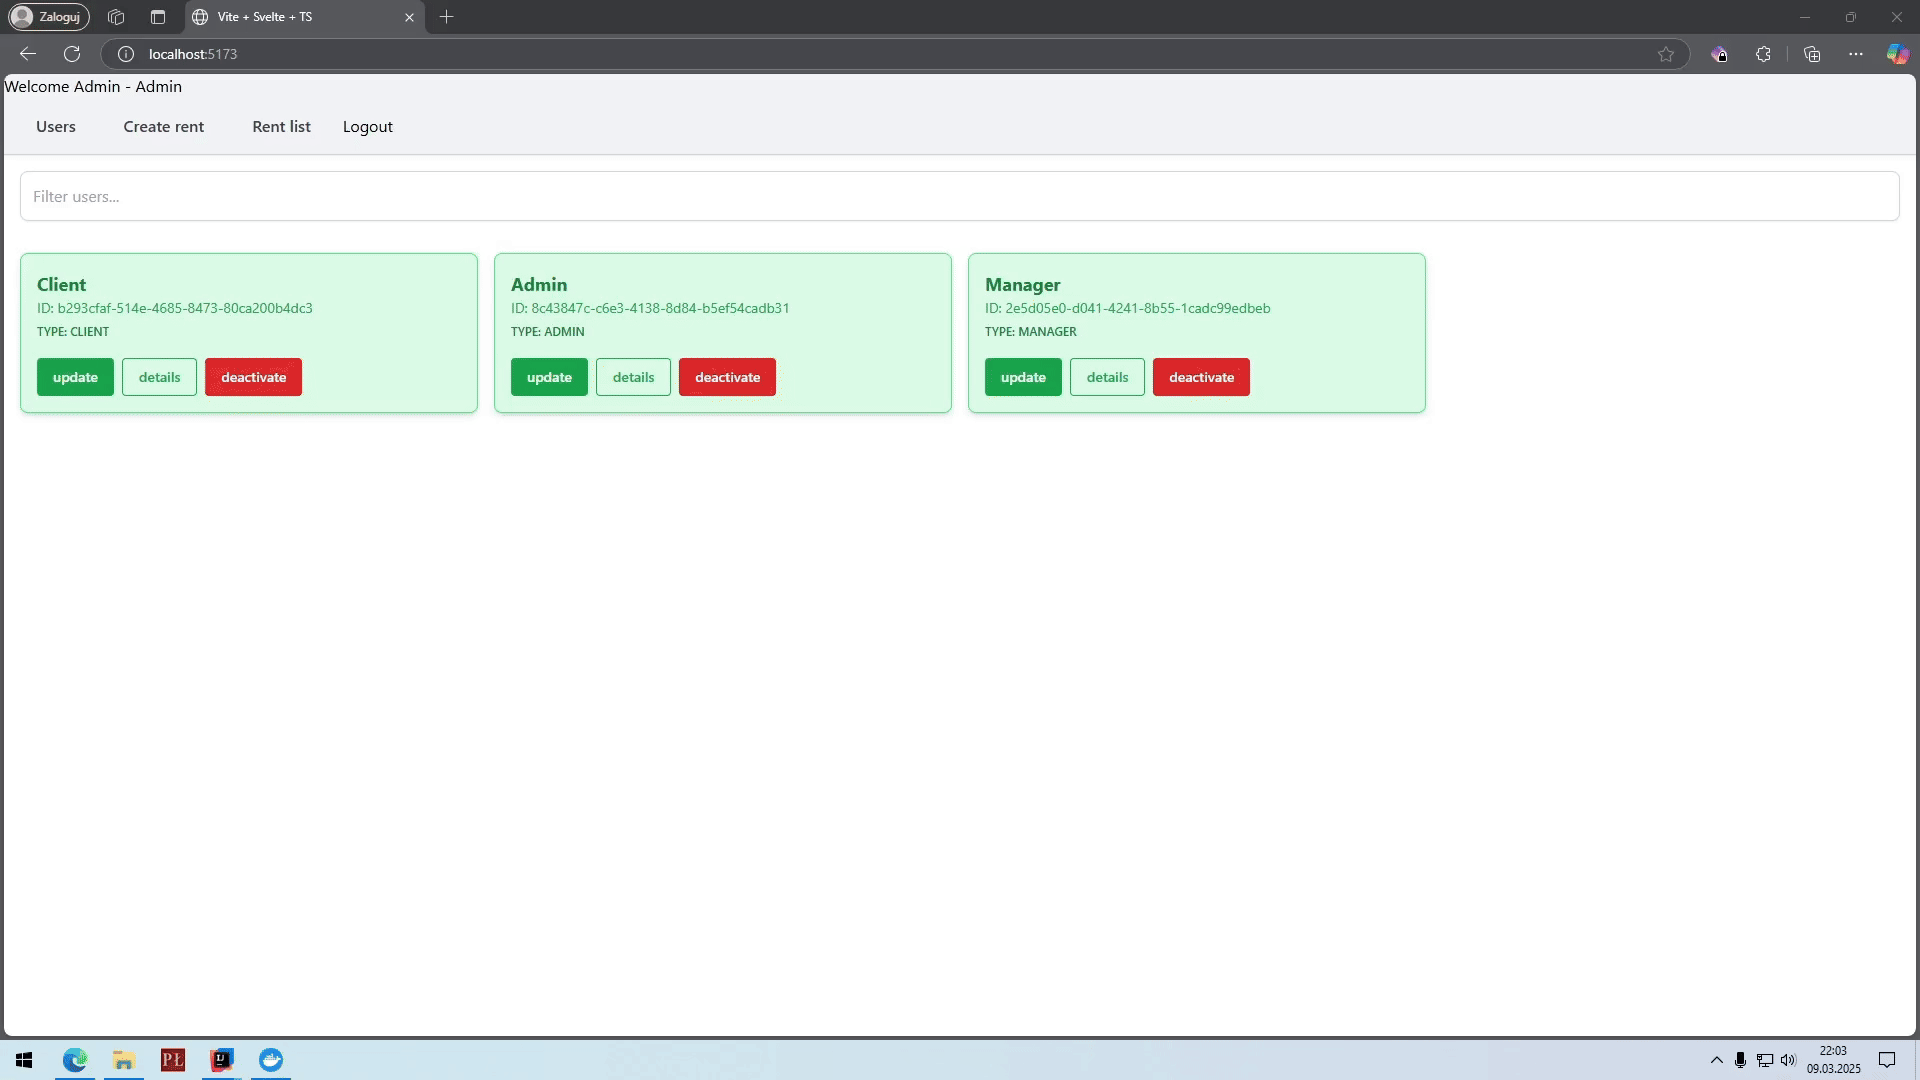 Zaloguj
Vite + Svelte + TS
localhost:5173
Welcome Admin - Admin
Users Create rent Rent list Logout
Filter users...
Client
ID: b293cfaf-514e-4685-8473-80ca200b4dc3
TYPE: CLIENT
update details deactivate
Admin
ID: 8c43847c-c6e3-4138-8d84-b5ef54cadb31
TYPE: ADMIN
update details deactivate
Manager
ID: 2e5d05e0-d041-4241-8b55-1cadc99edbeb
TYPE: MANAGER
update details deactivate
PŁ
IJ
22:03
09.03.2025